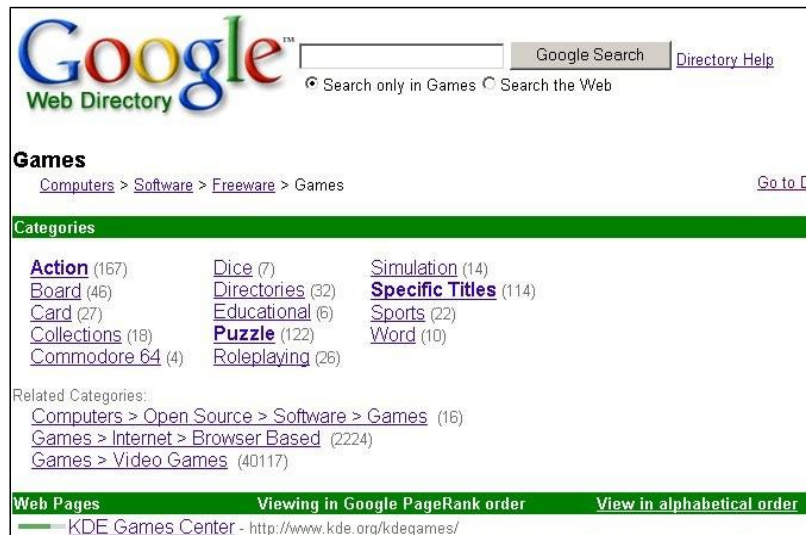 Google™
Web Directory
Google Search
Directory Help
Search only in Games Search the Web
Games
Computers > Software > Freeware > Games
Go to D
Categories
Action (167) Dice (7) Simulation (14)
Board (46) Directories (32) Specific Titles (114)
Card (27) Educational (6) Sports (22)
Collections (18) Puzzle (122) Word (10)
Commodore 64 (4) Roleplaying (26)
Related Categories:
Computers > Open Source > Software > Games (16)
Games > Internet > Browser Based (2224)
Games > Video Games (40117)
Web Pages Viewing in Google PageRank order View in alphabetical order
KDE Games Center - http://www.kde.org/kdegames/